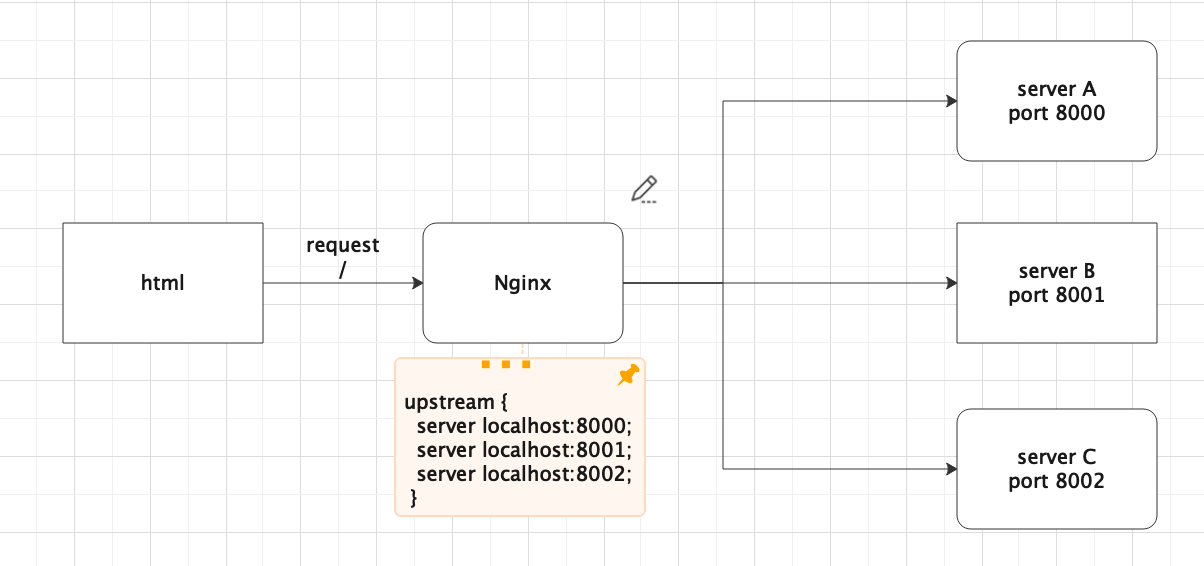 server A
port 8000
request
/
html
Nginx
server B
port 8001
upstream {
server localhost:8000;
server localhost:8001;
server localhost:8002;
}
server C
port 8002